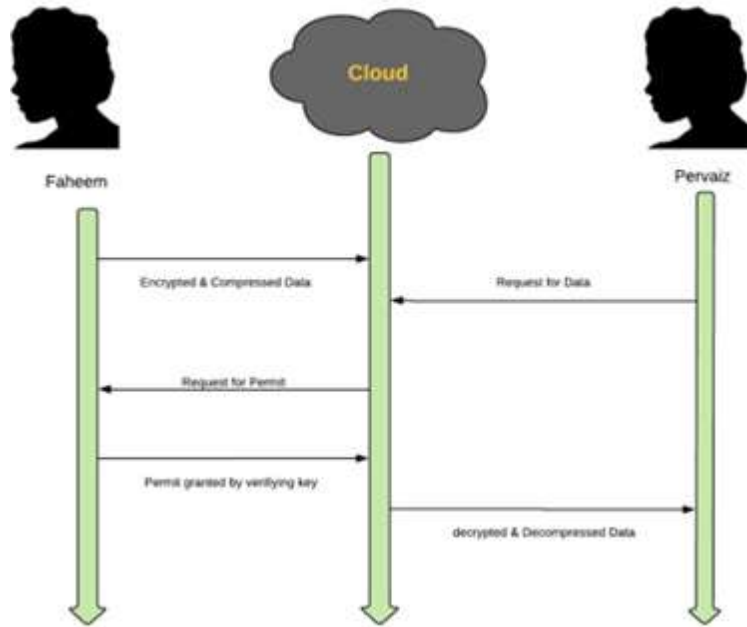 Cloud
Faheem
Pervaiz
Encrypted & Compressed Data
Request for Data
Request for Permit
Permit granted by verifying key
decrypted & Decompressed Data